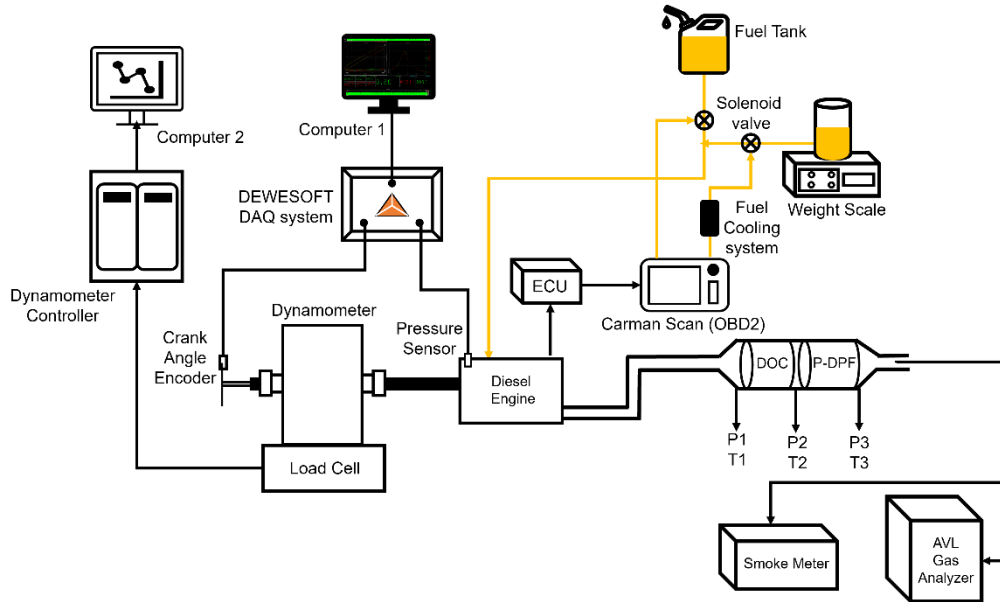 Fuel Tank
Computer 2
Computer 1
Solenoid
valve
DEWESOFT
DAQ system
Weight Scale
Fuel
Cooling
system
ECU
Carman Scan (OBD2)
Dynamometer
Controller
Dynamometer
Crank
Angle
Encoder
Pressure
Sensor
Diesel
Engine
DOC
P-DPF
P1
T1
P2
T2
P3
T3
Load Cell
Smoke Meter
AVL
Gas
Analyzer